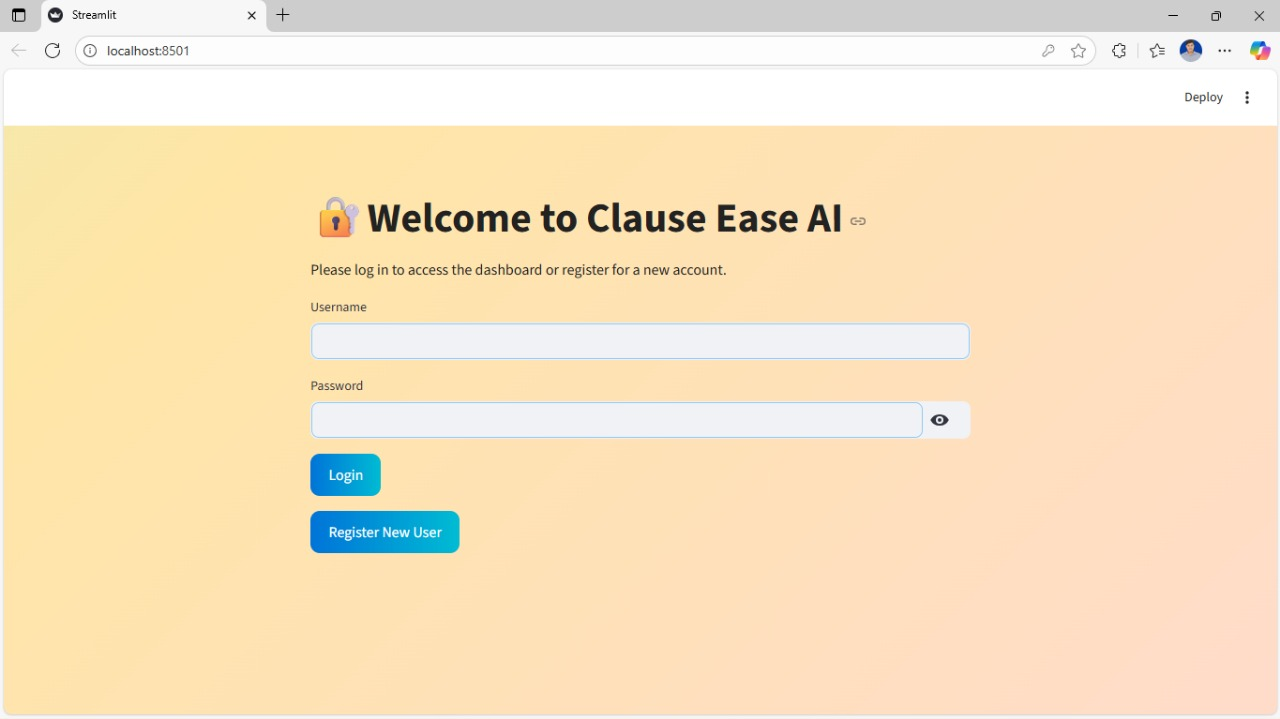 Streamlit
localhost:8501
Deploy
Welcome to Clause Ease AI
Please log in to access the dashboard or register for a new account.
Username
Password
Login
Register New User